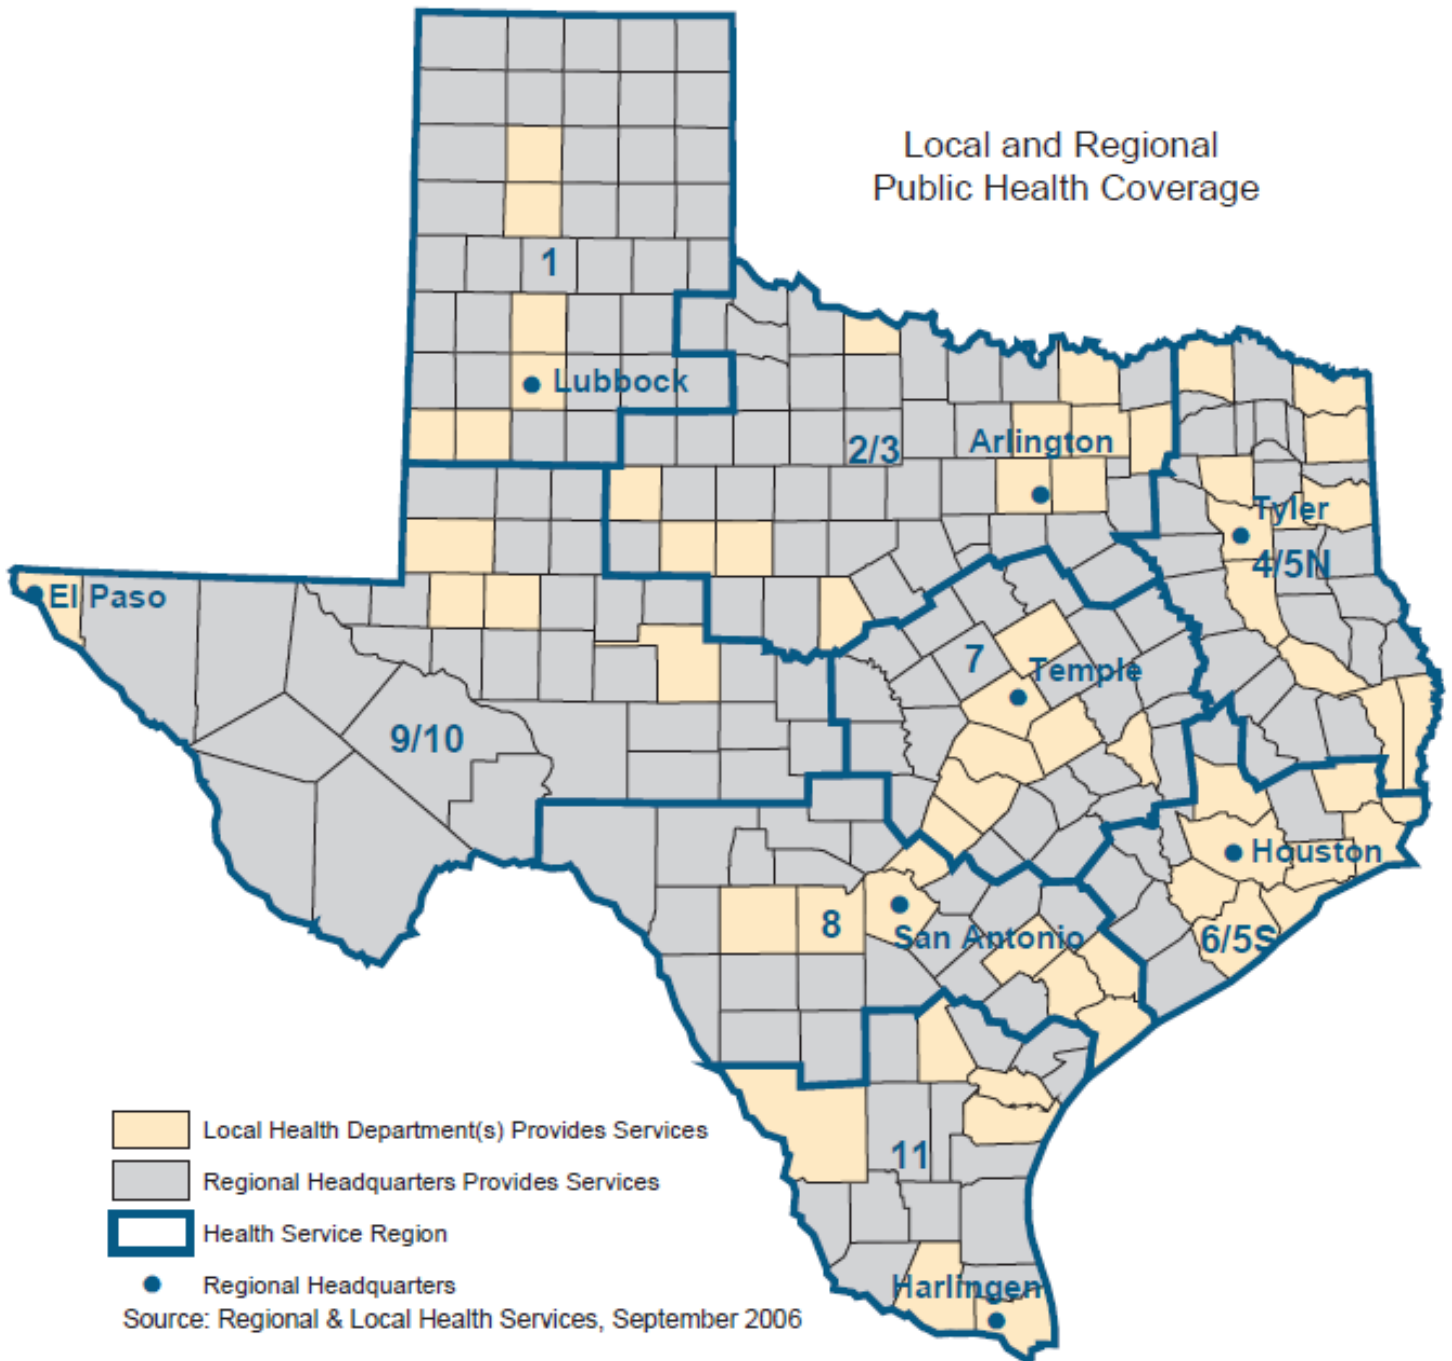 Local and Regional
Public Health Coverage
1
Lubbock
2/3
Arlington
Tyler
4/5N
El Paso
7
Temple
9/10
Houston
8
San Antonio
6/5S
11
Harlingen
Local Health Department(s) Provides Services
Regional Headquarters Provides Services
Health Service Region
Regional Headquarters
Source: Regional & Local Health Services, September 2006